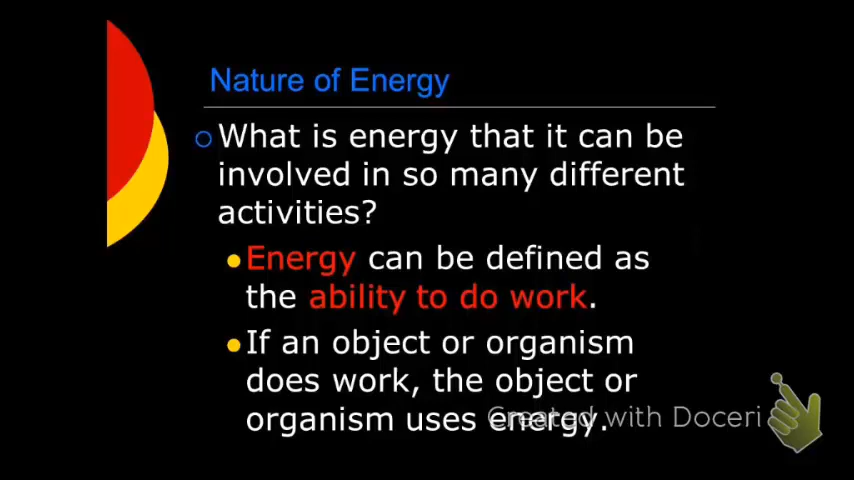 Nature of Energy
What is energy that it can be
involved in so many different
activities?
Energy can be defined as
the ability to do work.
If an object or organism
does work, the object or
organism uses energy.
Created with Doceri